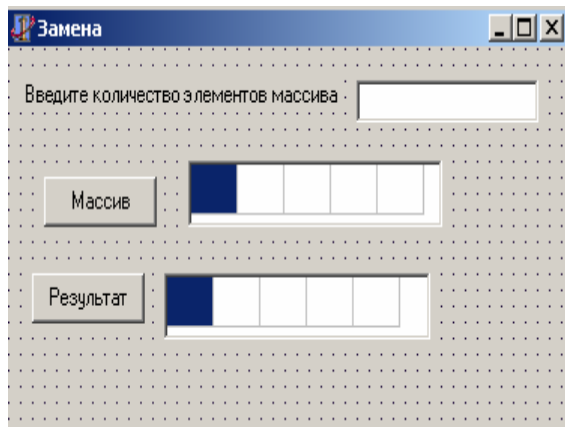 Замена
Введите количество элементов массива
Массив
Результат